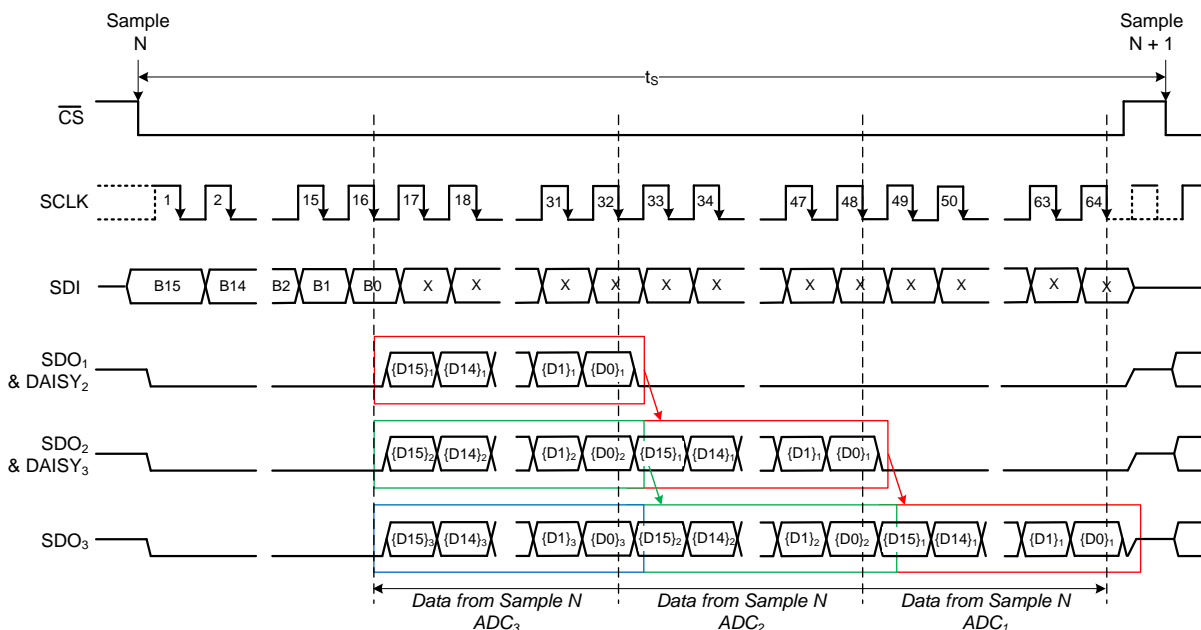 Sample
N
Sample
N + 1
tS
CS
SCLK
1 2 15 16 17 18 31 32 33 34 47 48 49 50 63 64
SDI
B15 B14 B2 B1 B0 X X X X X X X X X X X X
SDO1
& DAISY2
{D15}1 {D14}1 {D1}1 {D0}1
SDO2
& DAISY3
{D15}2 {D14}2 {D1}2 {D0}2 {D15}1 {D14}1 {D1}1 {D0}1
SDO3
{D15}3 {D14}3 {D1}3 {D0}3 {D15}2 {D14}2 {D1}2 {D0}2 {D15}1 {D14}1 {D1}1 {D0}1
Data from Sample N
ADC3
Data from Sample N
ADC2
Data from Sample N
ADC1